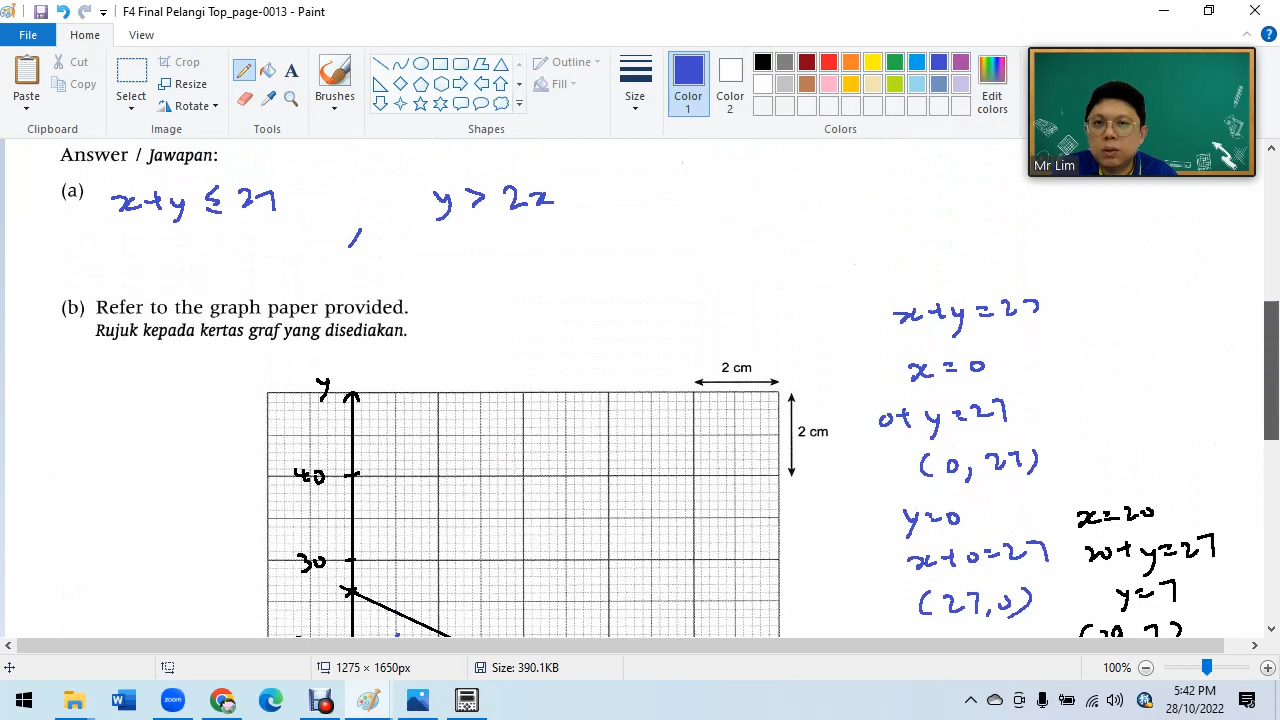 F4 Final Pelangi Top_page-0013 - Paint
File Home View
Paste Cut Copy Clipboard
Select Crop Resize Rotate Image
Tools
Brushes
Shapes Outline Fill
Size
Color 1 Color 2 Edit colors Colors
Mr Lim
Answer / Jawapan:
(a) x+y ≤ 27 , y > 2x
(b) Refer to the graph paper provided.
Rujuk kepada kertas graf yang disediakan.
x+y=27
x = 0
0+y=27
(0, 27)
y=0
x+0=27
(27,0)
x=20
20+y=27
y=7
(20,7)
y
40
30
2 cm
2 cm
1275 × 1650px
Size: 390.1KB
100%
zoom
5:42 PM
28/10/2022